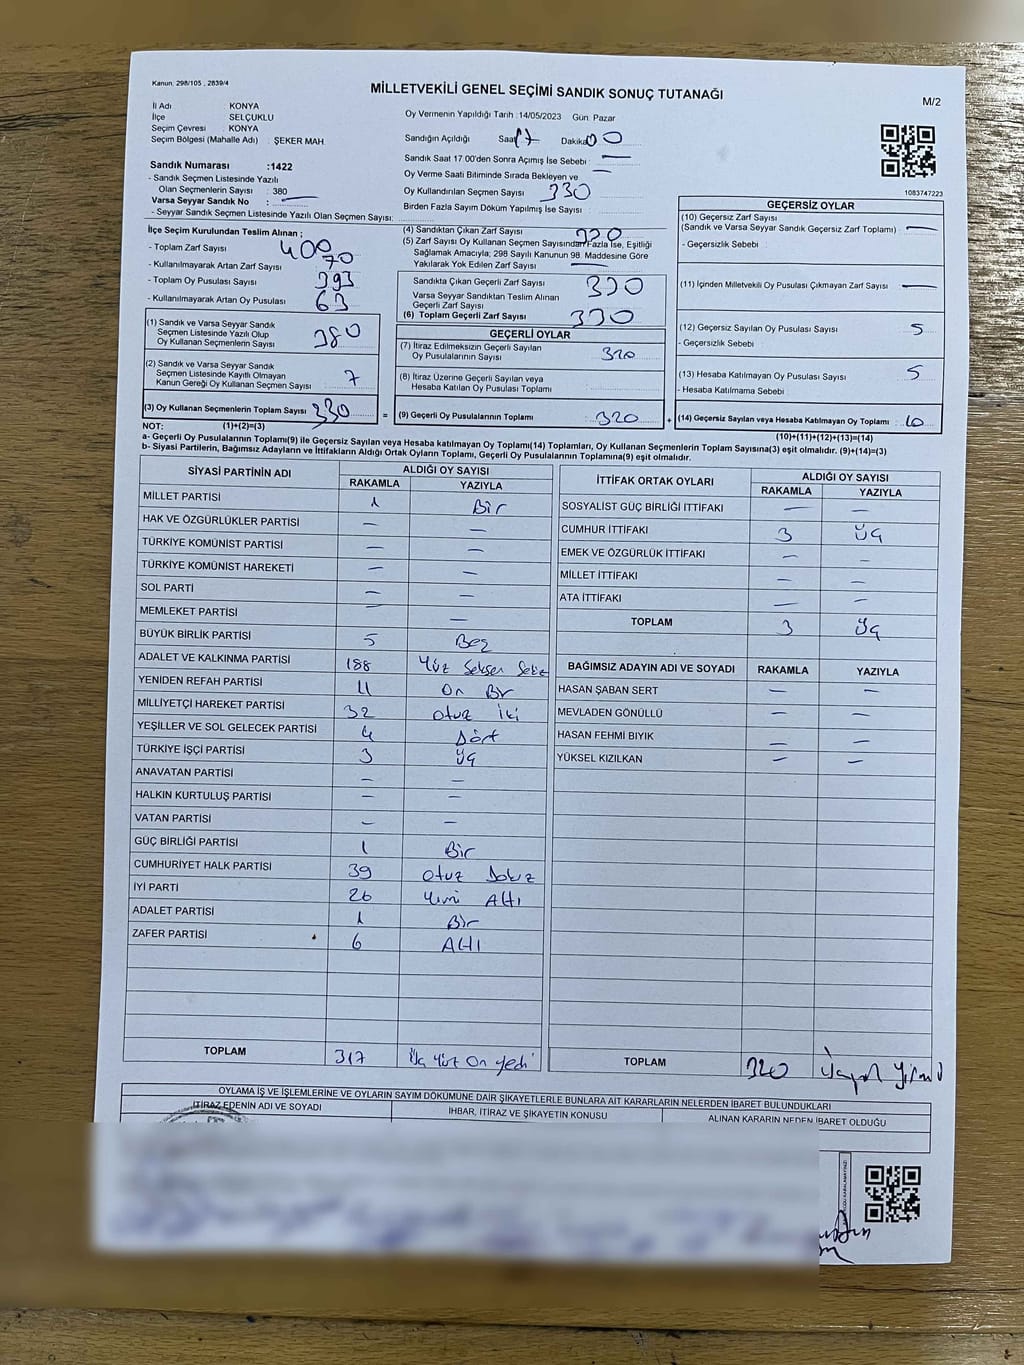 Kanun. 298/105 , 2839/4
MİLLETVEKİLİ GENEL SEÇİMİ SANDIK SONUÇ TUTANAĞI
M/2
İl Adı KONYA
İlçe SELÇUKLU
Seçim Çevresi KONYA
Seçim Bölgesi (Mahalle Adı) : ŞEKER MAH
Oy Vermenin Yapıldığı Tarih :14/05/2023 Gün: Pazar
Sandığın Açıldığı Saat 17 Dakika 00
Sandık Saat 17.00'den Sonra Açımış İse Sebebi : —
Oy Verme Saati Bitiminde Sırada Bekleyen ve —
Oy Kullandırılan Seçmen Sayısı 330
Birden Fazla Sayım Döküm Yapılmış İse Sayısı :
1083747223
Sandık Numarası :1422
- Sandık Seçmen Listesinde Yazılı
Olan Seçmenlerin Sayısı : 380
Varsa Seyyar Sandık No : —
- Seyyar Sandık Seçmen Listesinde Yazılı Olan Seçmen Sayısı:
İlçe Seçim Kurulundan Teslim Alınan ;
- Toplam Zarf Sayısı 400
- Kullanılmayarak Artan Zarf Sayısı 70
- Toplam Oy Pusulası Sayısı 393
- Kullanılmayarak Artan Oy Pusulası 63
(1) Sandık ve Varsa Seyyar Sandık
Seçmen Listesinde Yazılı Olup
Oy Kullanan Seçmenlerin Sayısı 380
(2) Sandık ve Varsa Seyyar Sandık
Seçmen Listesinde Kayıtlı Olmayan
Kanun Gereği Oy Kullanan Seçmen Sayısı : 7
(3) Oy Kullanan Seçmenlerin Toplam Sayısı 330
(4) Sandıktan Çıkan Zarf Sayısı 330
(5) Zarf Sayısı Oy Kullanan Seçmen Sayısından Fazla İse, Eşitliği
Sağlamak Amacıyla; 298 Sayılı Kanunun 98. Maddesine Göre
Yakılarak Yok Edilen Zarf Sayısı —
Sandıkta Çıkan Geçerli Zarf Sayısı 330
Varsa Seyyar Sandıktan Teslim Alınan
Geçerli Zarf Sayısı
(6) Toplam Geçerli Zarf Sayısı 330
GEÇERLİ OYLAR
(7) İtiraz Edilmeksizin Geçerli Sayılan
Oy Pusulalarının Sayısı : 320
(8) İtiraz Üzerine Geçerli Sayılan veya
Hesaba Katılan Oy Pusulası Toplamı :
= (9) Geçerli Oy Pusulalarının Toplamı 320
GEÇERSİZ OYLAR
(10) Geçersiz Zarf Sayısı
(Sandık ve Varsa Seyyar Sandık Geçersiz Zarf Toplamı) : —
- Geçersizlik Sebebi :
(11) İçinden Milletvekili Oy Pusulası Çıkmayan Zarf Sayısı : —
(12) Geçersiz Sayılan Oy Pusulası Sayısı : 5
- Geçersizlik Sebebi :
(13) Hesaba Katılmayan Oy Pusulası Sayısı : 5
- Hesaba Katılmama Sebebi :
+ (14) Geçersiz Sayılan veya Hesaba Katılmayan Oy Toplamı : 10
NOT: (1)+(2)=(3)
(10)+(11)+(12)+(13)=(14)
a- Geçerli Oy Pusulalarının Toplamı(9) ile Geçersiz Sayılan veya Hesaba katılmayan Oy Toplamı(14) Toplamları, Oy Kullanan Seçmenlerin Toplam Sayısına(3) eşit olmalıdır. (9)+(14)=(3)
b- Siyasi Partilerin, Bağımsız Adayların ve İttifakların Aldığı Ortak Oyların Toplamı, Geçerli Oy Pusulalarının Toplamına(9) eşit olmalıdır.
SİYASİ PARTİNİN ADI ALDIĞI OY SAYISI
RAKAMLA YAZIYLA
MİLLET PARTİSİ 1 Bir
HAK VE ÖZGÜRLÜKLER PARTİSİ — —
TÜRKİYE KOMÜNİST PARTİSİ — —
TÜRKİYE KOMÜNİST HAREKETİ — —
SOL PARTİ — —
MEMLEKET PARTİSİ — —
BÜYÜK BİRLİK PARTİSİ 5 Beş
ADALET VE KALKINMA PARTİSİ 188 Yüz Seksen Sekiz
YENİDEN REFAH PARTİSİ 11 On Bir
MİLLİYETÇİ HAREKET PARTİSİ 32 Otuz iki
YEŞİLLER VE SOL GELECEK PARTİSİ 4 Dört
TÜRKİYE İŞÇİ PARTİSİ 3 Üç
ANAVATAN PARTİSİ — —
HALKIN KURTULUŞ PARTİSİ — —
VATAN PARTİSİ — —
GÜÇ BİRLİĞİ PARTİSİ 1 Bir
CUMHURİYET HALK PARTİSİ 39 Otuz Dokuz
İYİ PARTİ 26 Yirmi Altı
ADALET PARTİSİ 1 Bir
ZAFER PARTİSİ 6 Altı
TOPLAM 317 Üç Yüz On Yedi
İTTİFAK ORTAK OYLARI ALDIĞI OY SAYISI
RAKAMLA YAZIYLA
SOSYALİST GÜÇ BİRLİĞİ İTTİFAKI — —
CUMHUR İTTİFAKI 3 Üç
EMEK VE ÖZGÜRLÜK İTTİFAKI — —
MİLLET İTTİFAKI — —
ATA İTTİFAKI — —
TOPLAM 3 Üç
BAĞIMSIZ ADAYIN ADI VE SOYADI RAKAMLA YAZIYLA
HASAN ŞABAN SERT — —
MEVLADEN GÖNÜLLÜ — —
HASAN FEHMİ BIYIK — —
YÜKSEL KIZILKAN — —
TOPLAM 320 Üçyüz Yirmi
OYLAMA İŞ VE İŞLEMLERİNE VE OYLARIN SAYIM DÖKÜMÜNE DAİR ŞİKAYETLERLE BUNLARA AİT KARARLARIN NELERDEN İBARET BULUNDUKLARI
İTİRAZ EDENİN ADI VE SOYADI İHBAR, İTİRAZ VE ŞİKAYETİN KONUSU ALINAN KARARIN NEDEN İBARET OLDUĞU